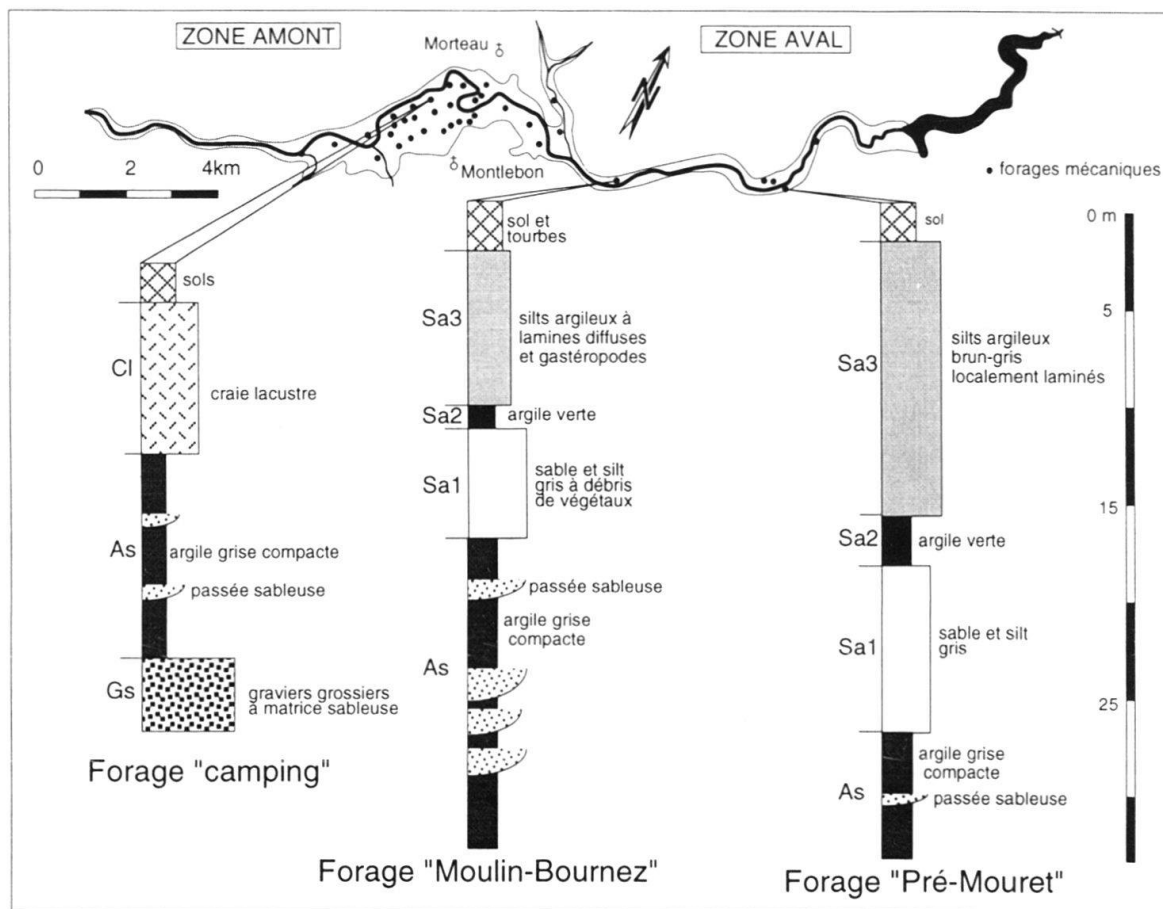 ZONE AMONT
ZONE AVAL
Morteau
Montlebon
0 2 4km
forages mécaniques
sols
Cl
craie lacustre
As
argile grise compacte
passée sableuse
Gs
graviers grossiers
à matrice sableuse
Forage "camping"
sol et
tourbes
Sa3
silts argileux à
lamines diffuses
et gastéropodes
Sa2
argile verte
Sa1
sable et silt
gris à débris
de végétaux
passée sableuse
argile grise
compacte
As
Forage "Moulin-Bournez"
sol
Sa3
silts argileux
brun-gris
localement laminés
Sa2
argile verte
Sa1
sable et silt
gris
argile grise
compacte
As
passée sableuse
Forage "Pré-Mouret"
0 m
5
15
25